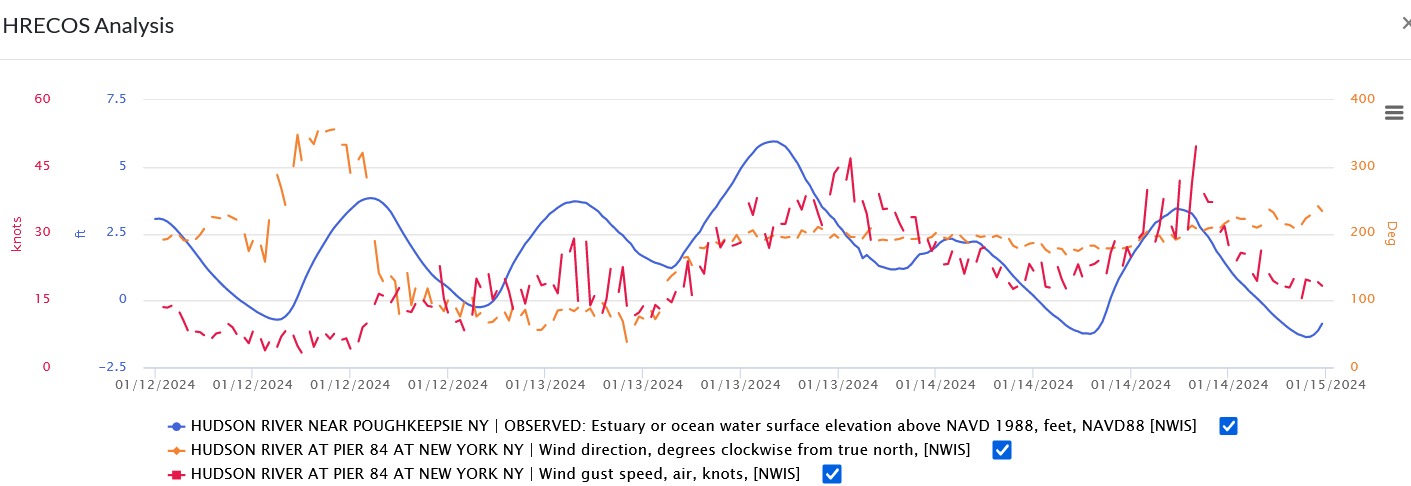 HRECOS Analysis
60 7.5 400
45 5 300
30 2.5 200
15 0 100
0 −2.5 0
knots
ft
Deg
01/12/2024 01/12/2024 01/12/2024 01/12/2024 01/13/2024 01/13/2024 01/13/2024 01/13/2024 01/14/2024 01/14/2024 01/14/2024 01/14/2024 01/15/2024
HUDSON RIVER NEAR POUGHKEEPSIE NY | OBSERVED: Estuary or ocean water surface elevation above NAVD 1988, feet, NAVD88 [NWIS]
HUDSON RIVER AT PIER 84 AT NEW YORK NY | Wind direction, degrees clockwise from true north, [NWIS]
HUDSON RIVER AT PIER 84 AT NEW YORK NY | Wind gust speed, air, knots, [NWIS]